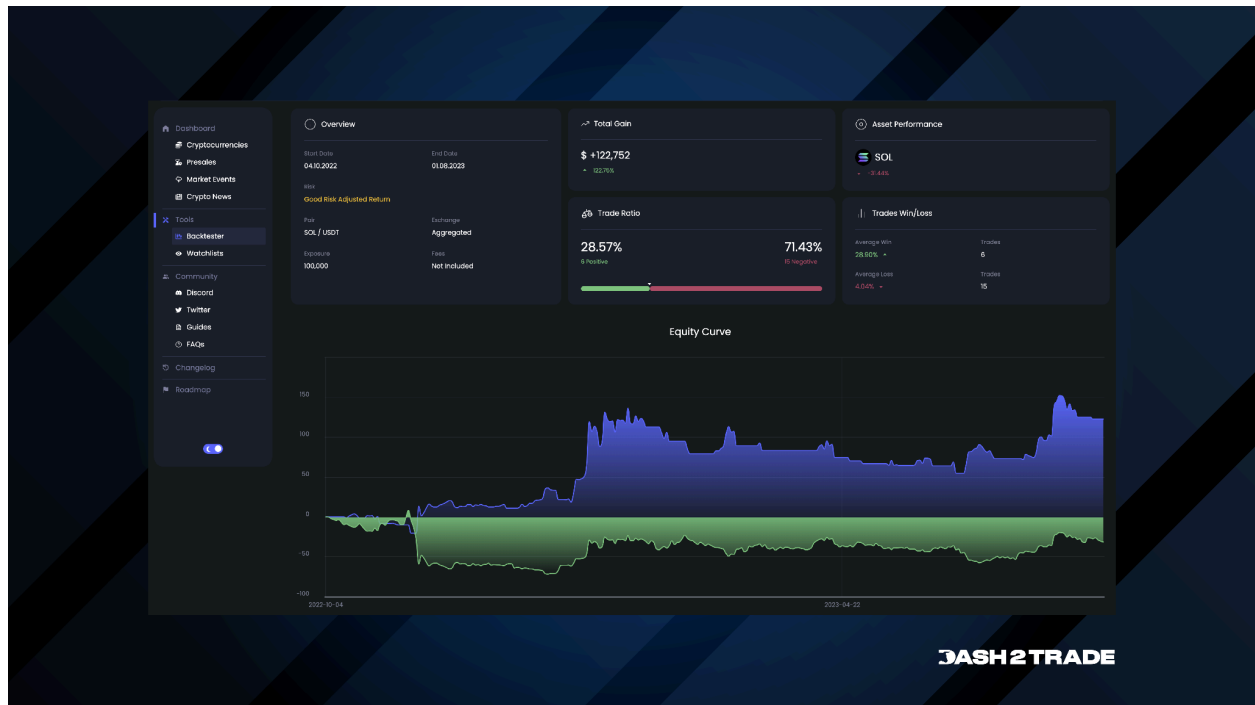 Dashboard
Cryptocurrencies
Presales
Market Events
Crypto News
Tools
Backtester
Watchlists
Community
Discord
Twitter
Guides
FAQs
Changelog
Roadmap
Overview
Start Date
End Date
04.10.2022
01.08.2023
Risk
Good Risk Adjusted Return
Pair
Exchange
SOL / USDT
Aggregated
Exposure
Fees
100,000
Not Included
Total Gain
$ +122,752
122.75%
Asset Performance
SOL
-31.44%
Trade Ratio
28.57%
71.43%
6 Positive
15 Negative
Trades Win/Loss
Average Win
Trades
28.90%
6
Average Loss
Trades
4.04%
15
Equity Curve
150
100
50
0
-50
-100
2022-10-04
2023-04-22
DASH 2 TRADE